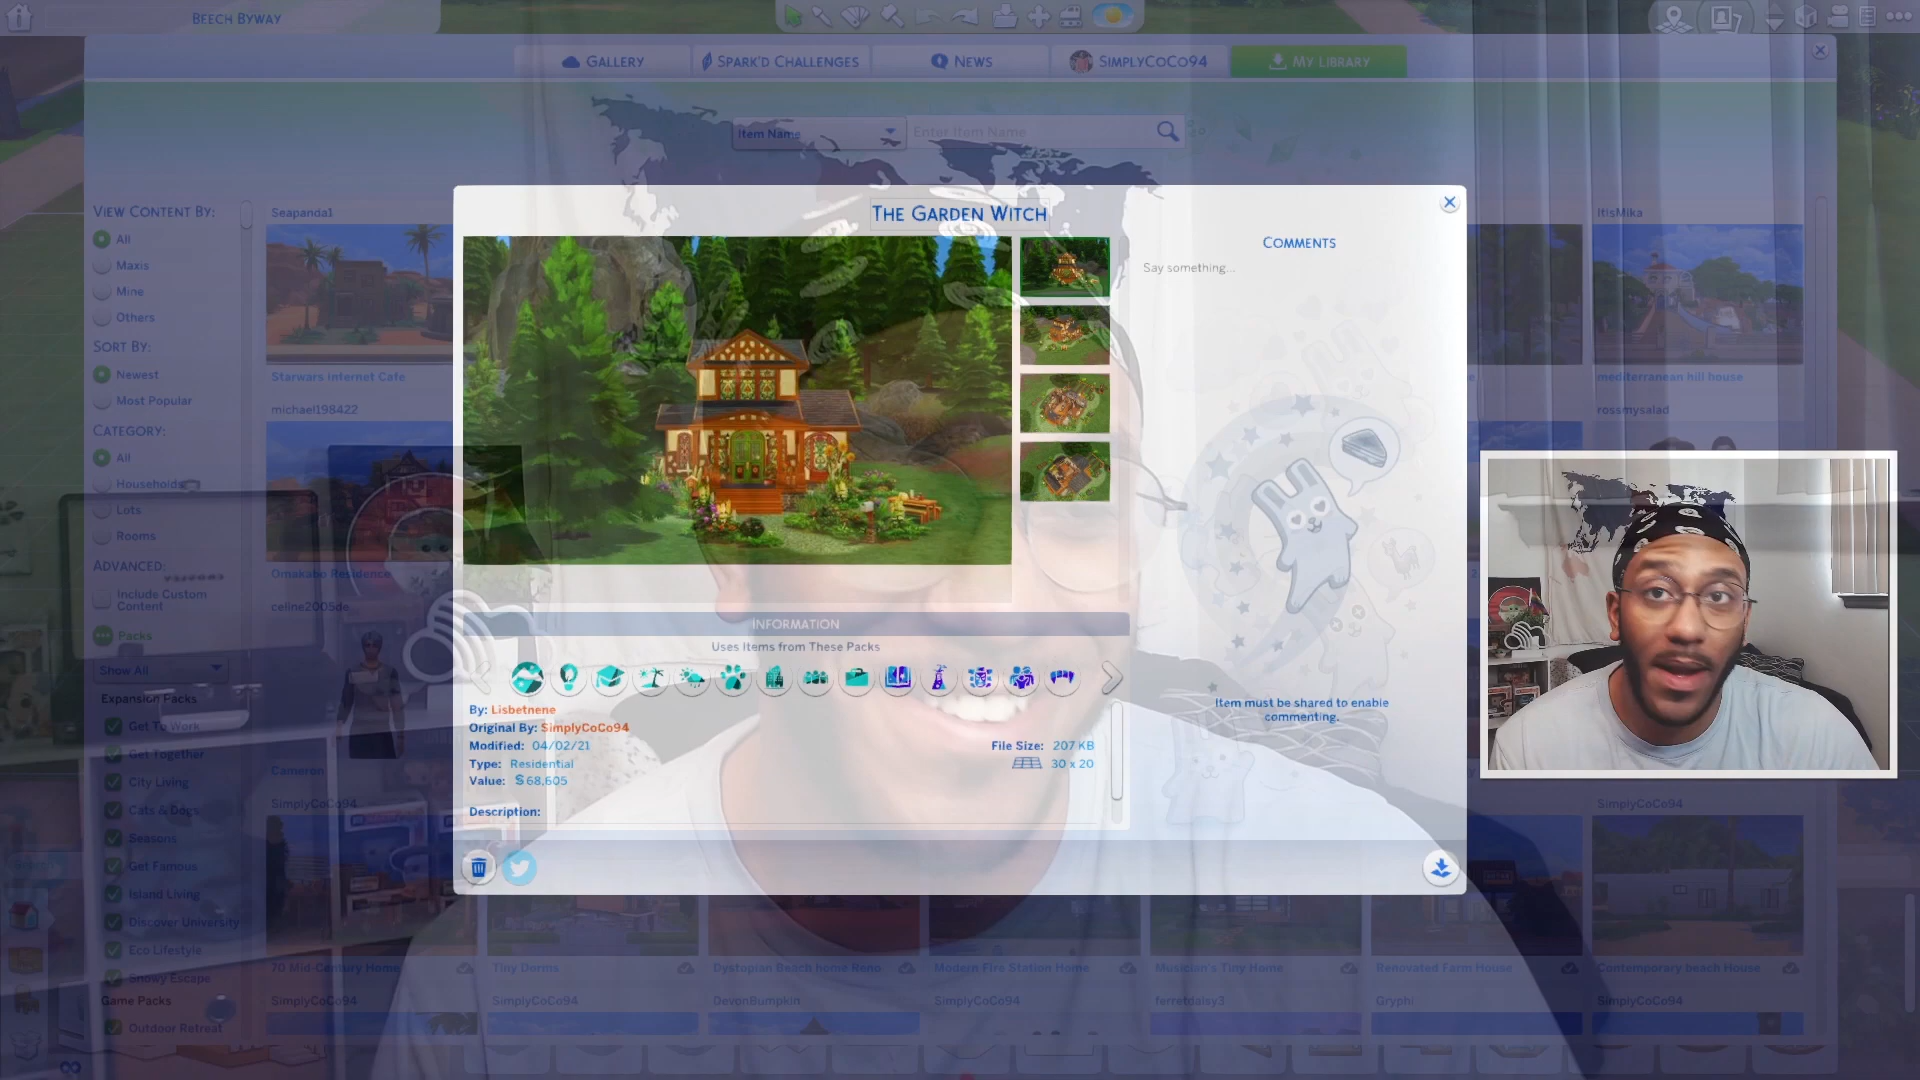 BEECH BYWAY
GALLERY
SPARK'D CHALLENGES
NEWS
SIMPLYCOCO94
MY LIBRARY
Item Name
Enter Item Name
VIEW CONTENT BY:
All
Maxis
Mine
Others
SORT BY:
Newest
Most Popular
CATEGORY:
All
Households
Lots
Rooms
ADVANCED:
Include Custom
Content
Packs
Show All
Expansion Packs
Get To Work
Get Together
City Living
Cats & Dogs
Seasons
Get Famous
Island Living
Discover University
Eco Lifestyle
Snowy Escape
Game Packs
Outdoor Retreat
Seapanda1
Starwars internet Cafe
michael198422
Omakabe Residence
celine2005de
Cameron
SimplyCoCo94
THE GARDEN WITCH
COMMENTS
Say something...
Item must be shared to enable
commenting.
INFORMATION
Uses Items from These Packs
By: Lisbetnene
Original By: SimplyCoCo94
Modified: 04/02/21
Type: Residential
Value: §68,605
File Size: 207 KB
30 x 20
Description:
ItIsMika
mediterranean hill house
rossmysalad
SimplyCoCo94
70 Mid-Century Home
Tiny Dorms
Dystopian Beach home Reno
Modern Fire Station Home
Musician's Tiny Home
Renovated Farm House
Contemporary beach House
SimplyCoCo94
SimplyCoCo94
DevonBumpkin
SimplyCoCo94
ferretdaisy3
Gryphi
SimplyCoCo94